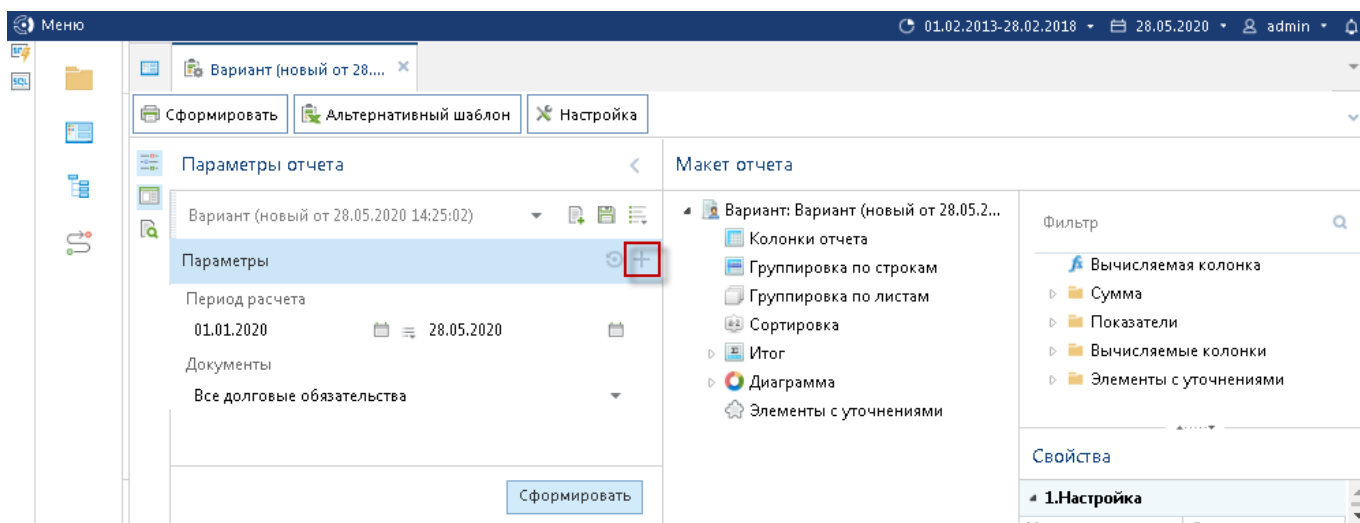 Меню 01.02.2013-28.02.2018 28.05.2020 admin
SQL
Вариант (новый от 28....
Сформировать Альтернативный шаблон Настройка
Параметры отчета
Вариант (новый от 28.05.2020 14:25:02)
Параметры
Период расчета
01.01.2020 28.05.2020
Документы
Все долговые обязательства
Сформировать
Макет отчета
Вариант: Вариант (новый от 28.05.2...
Колонки отчета
Группировка по строкам
Группировка по листам
Сортировка
Итог
Диаграмма
Элементы с уточнениями
Фильтр
Вычисляемая колонка
Сумма
Показатели
Вычисляемые колонки
Элементы с уточнениями
Свойства
1.Настройка